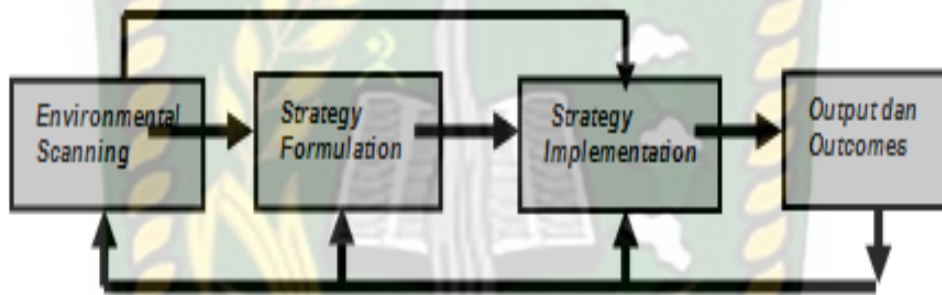 Environmental
Scanning
Strategy
Formulation
Strategy
Implementation
Output dan
Outcomes